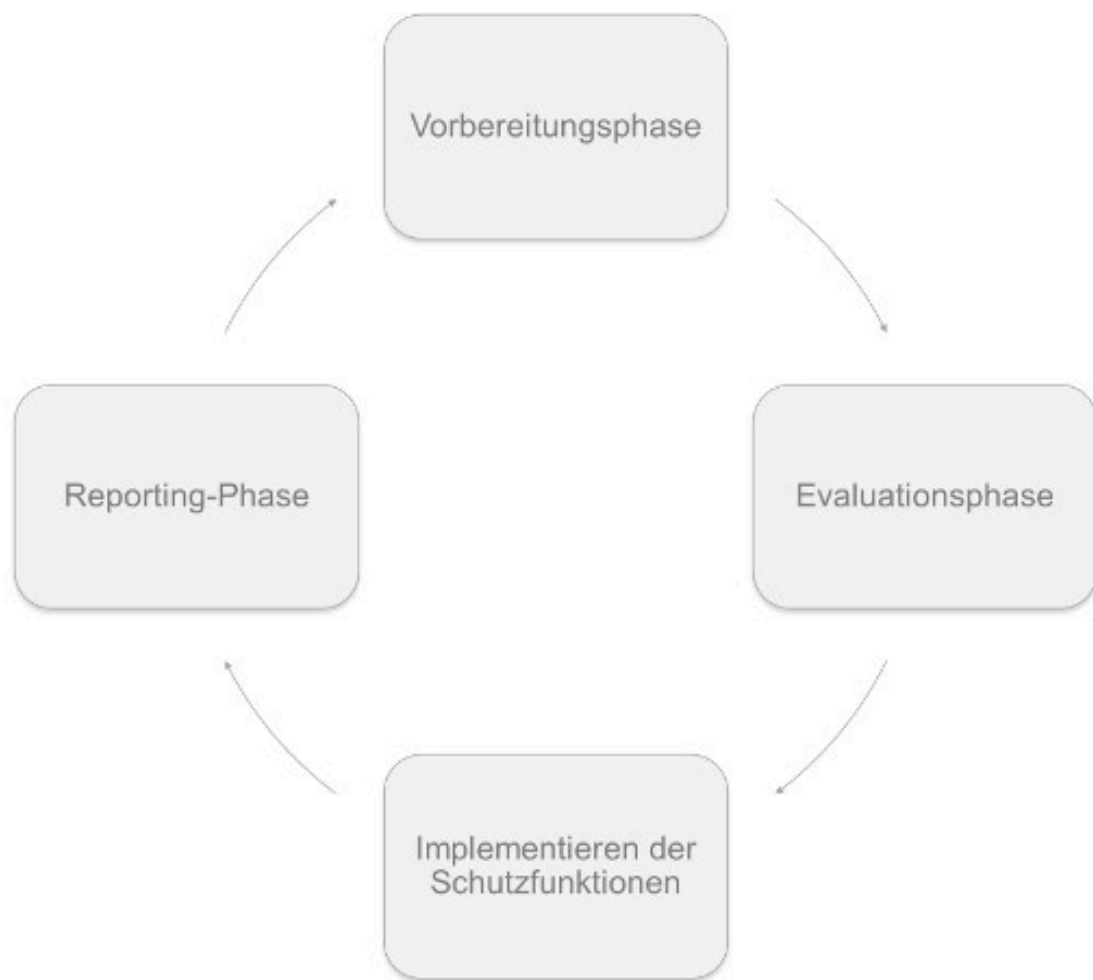 Vorbereitungsphase
Reporting-Phase
Evaluationsphase
Implementieren der
Schutzfunktionen